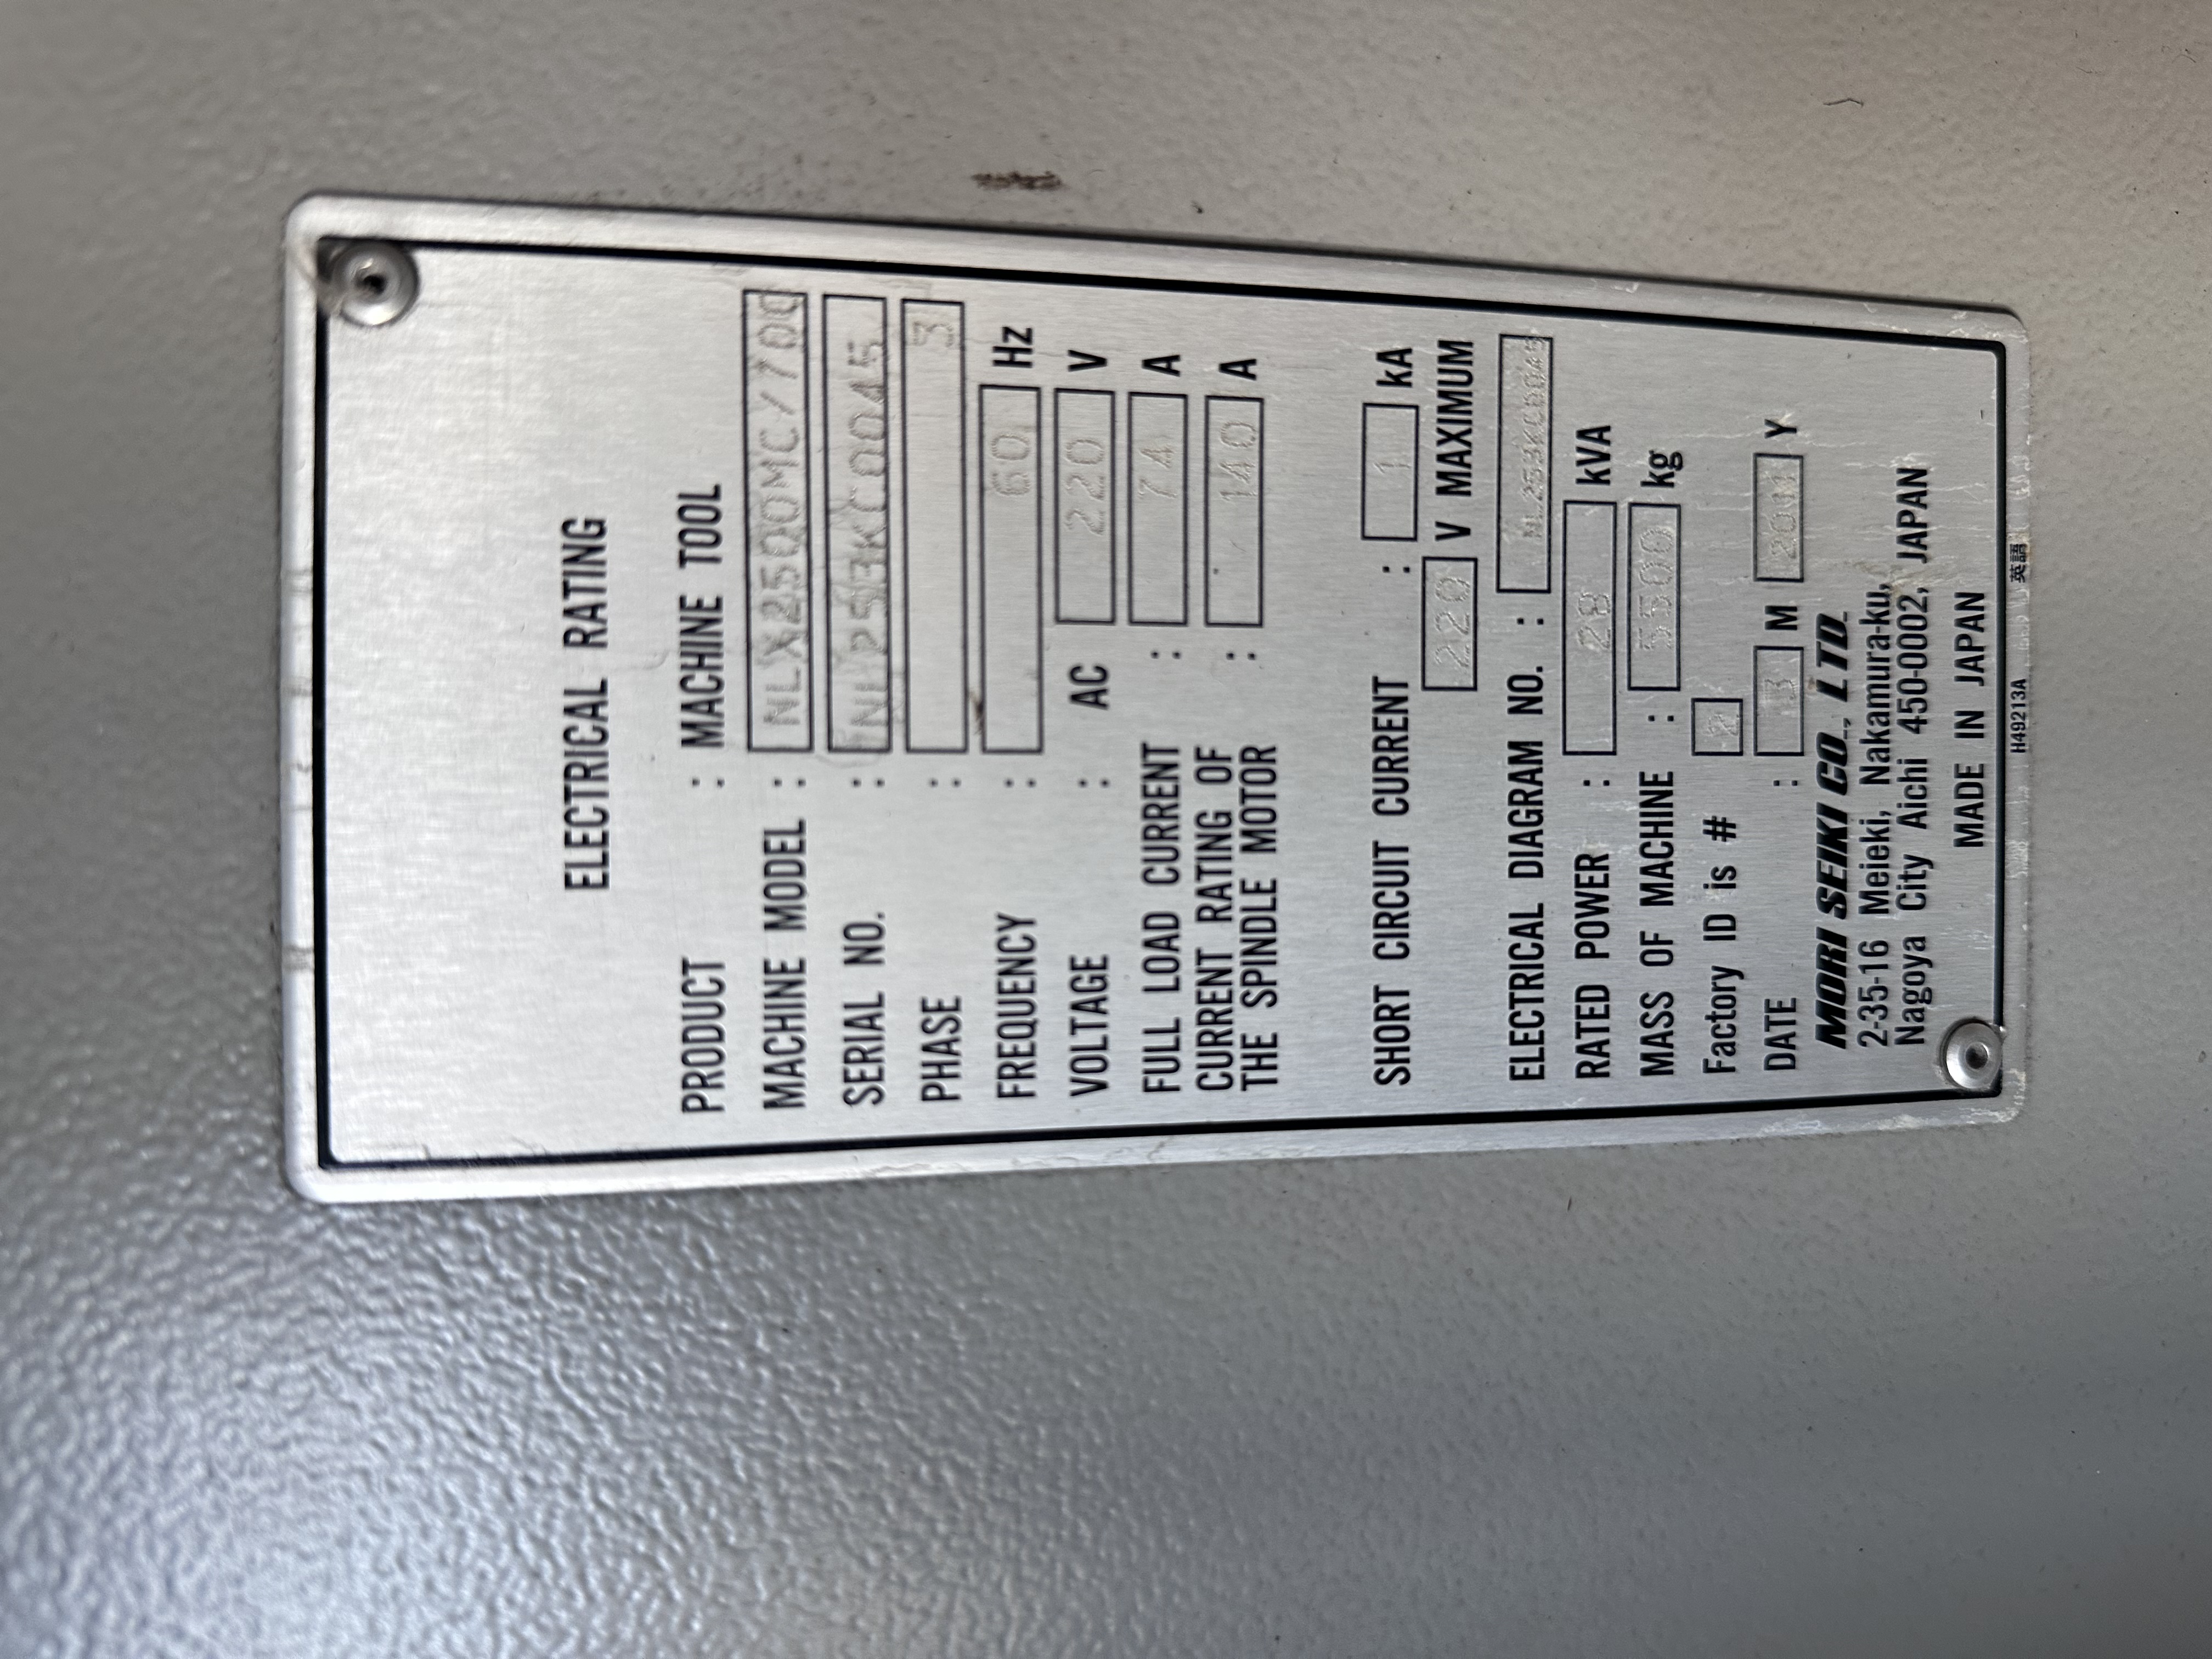 ELECTRICAL RATING
PRODUCT : MACHINE TOOL
MACHINE MODEL : NLX2500MC/700
SERIAL NO. : NL253KC0045
PHASE : 3
FREQUENCY : 60 Hz
VOLTAGE : AC 220 V
FULL LOAD CURRENT : 74 A
CURRENT RATING OF
THE SPINDLE MOTOR : 140 A
SHORT CIRCUIT CURRENT : 1 kA
220 V MAXIMUM
ELECTRICAL DIAGRAM NO. : NL253KC0045
RATED POWER : 28 kVA
MASS OF MACHINE : 5500 kg
Factory ID is # 2
DATE : 3 M 2011 Y
MORI SEIKI CO., LTD.
2-35-16 Meieki, Nakamura-ku,
Nagoya City Aichi 450-0002, JAPAN
MADE IN JAPAN
H49213A 英語